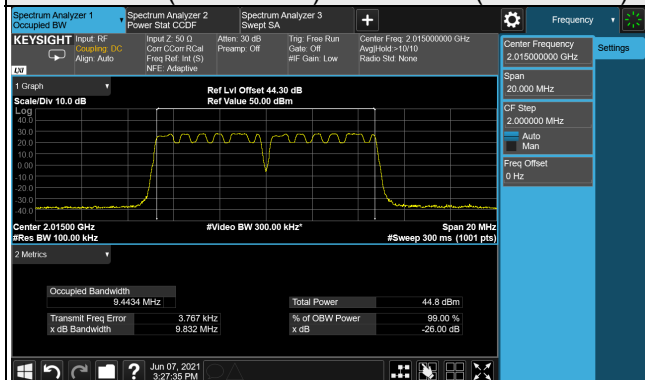 Spectrum Analyzer 1
Occupied BW
Spectrum Analyzer 2
Power Stat CCDF
Spectrum Analyzer 3
Swept SA
Frequency
KEYSIGHT
Input: RF
Coupling: DC
Align: Auto
Input Z: 50 Ω
Corr CCorr RCal
Freq Ref: Int (S)
NFE: Adaptive
Atten: 30 dB
Preamp: Off
Trig: Free Run
Gate: Off
#IF Gain: Low
Center Freq: 2.015000000 GHz
Avg|Hold:>10/10
Radio Std: None
LXI
Center Frequency
2.015000000 GHz
Settings
Span
20.000 MHz
CF Step
2.000000 MHz
Auto
Man
Freq Offset
0 Hz
1 Graph
Scale/Div 10.0 dB
Ref Lvl Offset 44.30 dB
Ref Value 50.00 dBm
Log
40.0
30.0
20.0
10.0
0.00
-10.0
-20.0
-30.0
-40.0
Center 2.01500 GHz
#Video BW 300.00 kHz*
Span 20 MHz
#Res BW 100.00 kHz
#Sweep 300 ms (1001 pts)
2 Metrics
Occupied Bandwidth
9.4434 MHz
Total Power 44.8 dBm
Transmit Freq Error 3.767 kHz
% of OBW Power 99.00 %
x dB Bandwidth 9.832 MHz
x dB -26.00 dB
?
Jun 07, 2021
3:27:35 PM